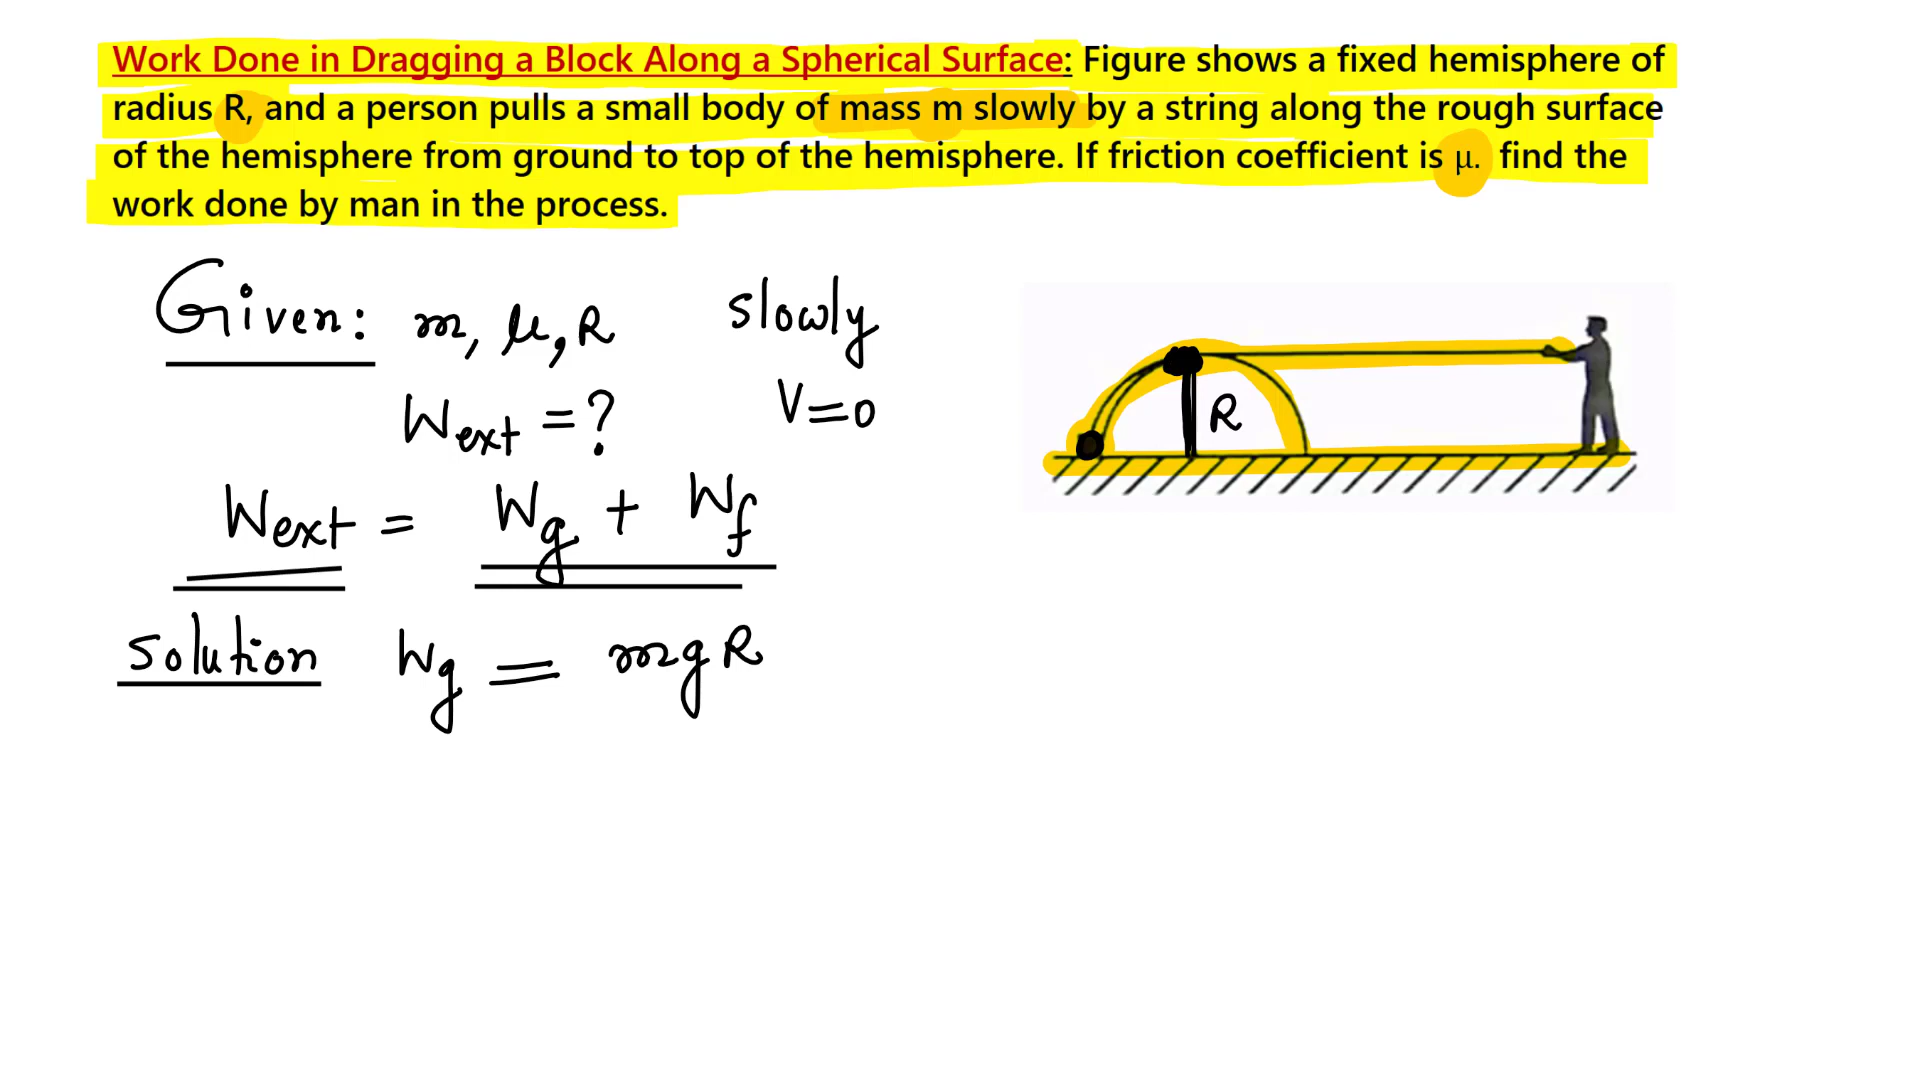 Work Done in Dragging a Block Along a Spherical Surface: Figure shows a fixed hemisphere of
radius R, and a person pulls a small body of mass m slowly by a string along the rough surface
of the hemisphere from ground to top of the hemisphere. If friction coefficient is μ. find the
work done by man in the process.
Given: m, μ, R slowly
Wext = ? V=0
Wext = Wg + Wf
Solution Wg = mgR
R